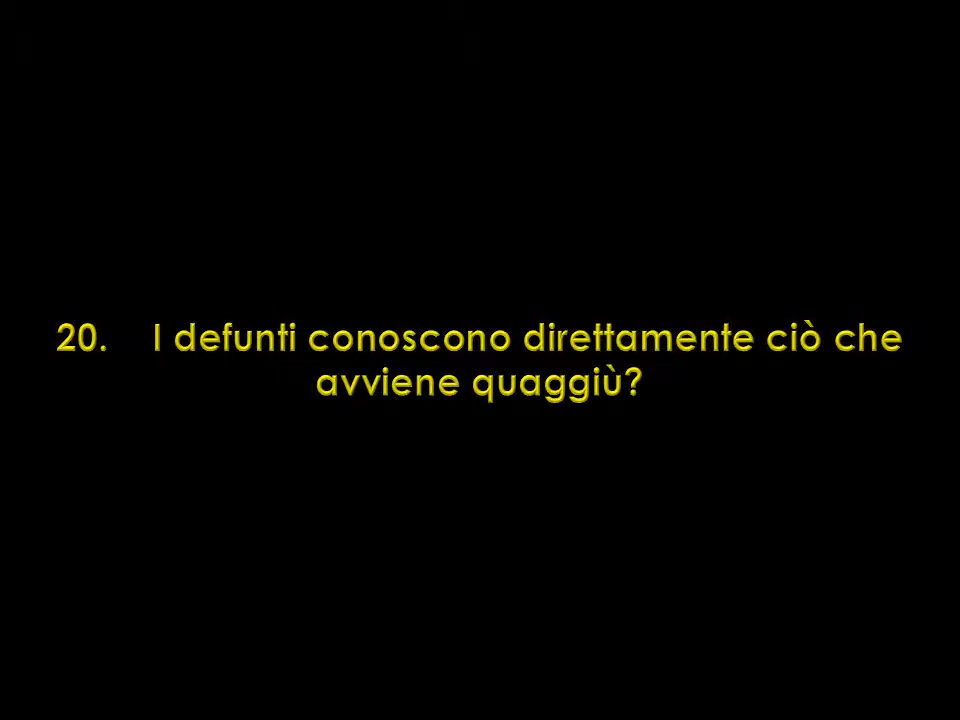 20. I defunti conoscono direttamente ciò che
avviene quaggiù?